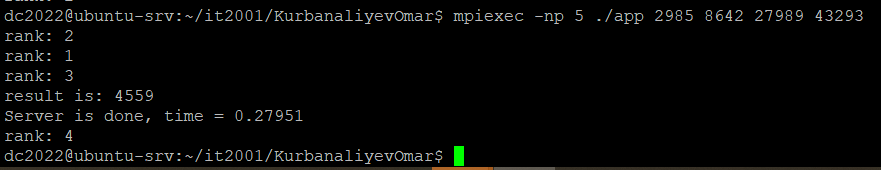 dc2022@ubuntu-srv:~/it2001/KurbanaliyevOmar$ mpiexec -np 5 ./app 2985 8642 27989 43293
rank: 2
rank: 1
rank: 3
result is: 4559
Server is done, time = 0.27951
rank: 4
dc2022@ubuntu-srv:~/it2001/KurbanaliyevOmar$